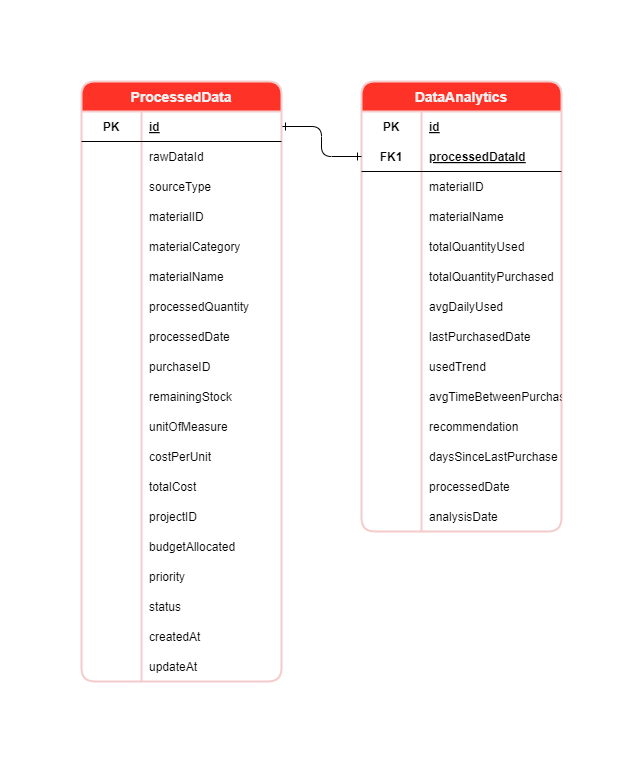 ProcessedData
PK id
rawDataId
sourceType
materialID
materialCategory
materialName
processedQuantity
processedDate
purchaseID
remainingStock
unitOfMeasure
costPerUnit
totalCost
projectID
budgetAllocated
priority
status
createdAt
updateAt
DataAnalytics
PK id
FK1 processedDataId
materialID
materialName
totalQuantityUsed
totalQuantityPurchased
avgDailyUsed
lastPurchasedDate
usedTrend
avgTimeBetweenPurchas
recommendation
daysSinceLastPurchase
processedDate
analysisDate